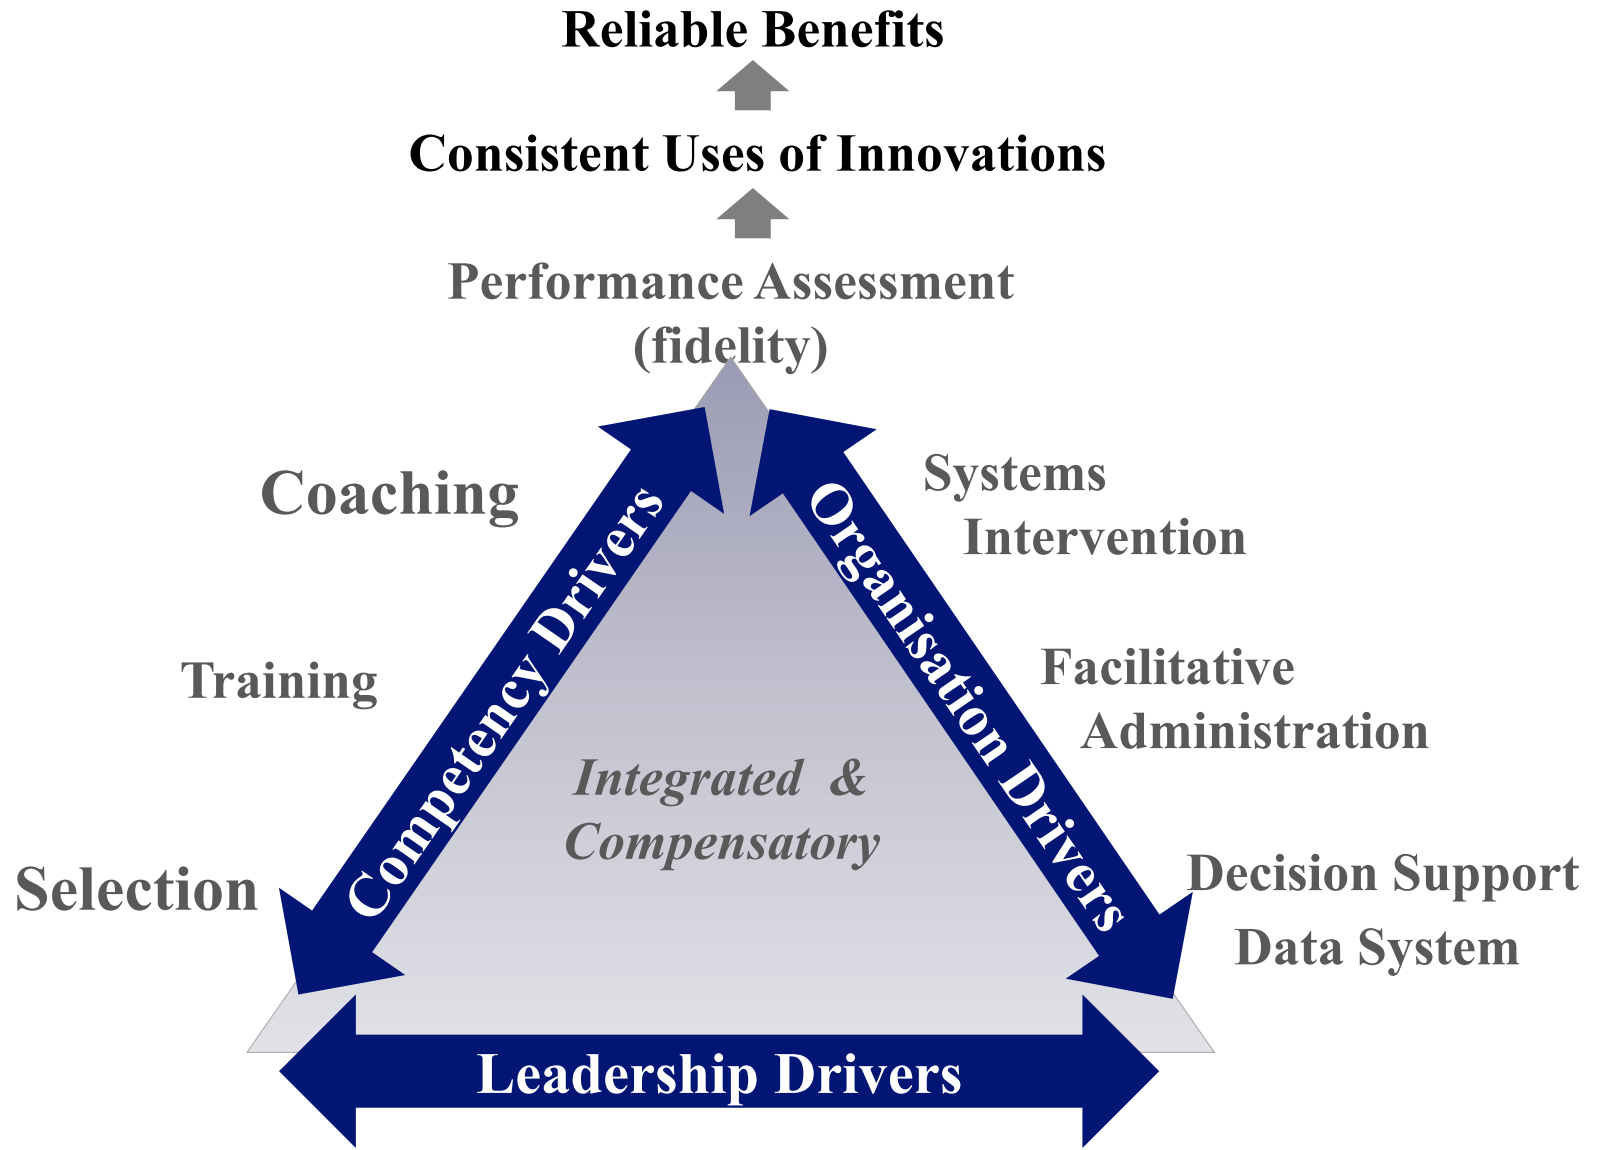 Reliable Benefits
Consistent Uses of Innovations
Performance Assessment
(fidelity)
Coaching
Training
Selection
Competency Drivers
Integrated &
Compensatory
Organisation Drivers
Systems
Intervention
Facilitative
Administration
Decision Support
Data System
Leadership Drivers